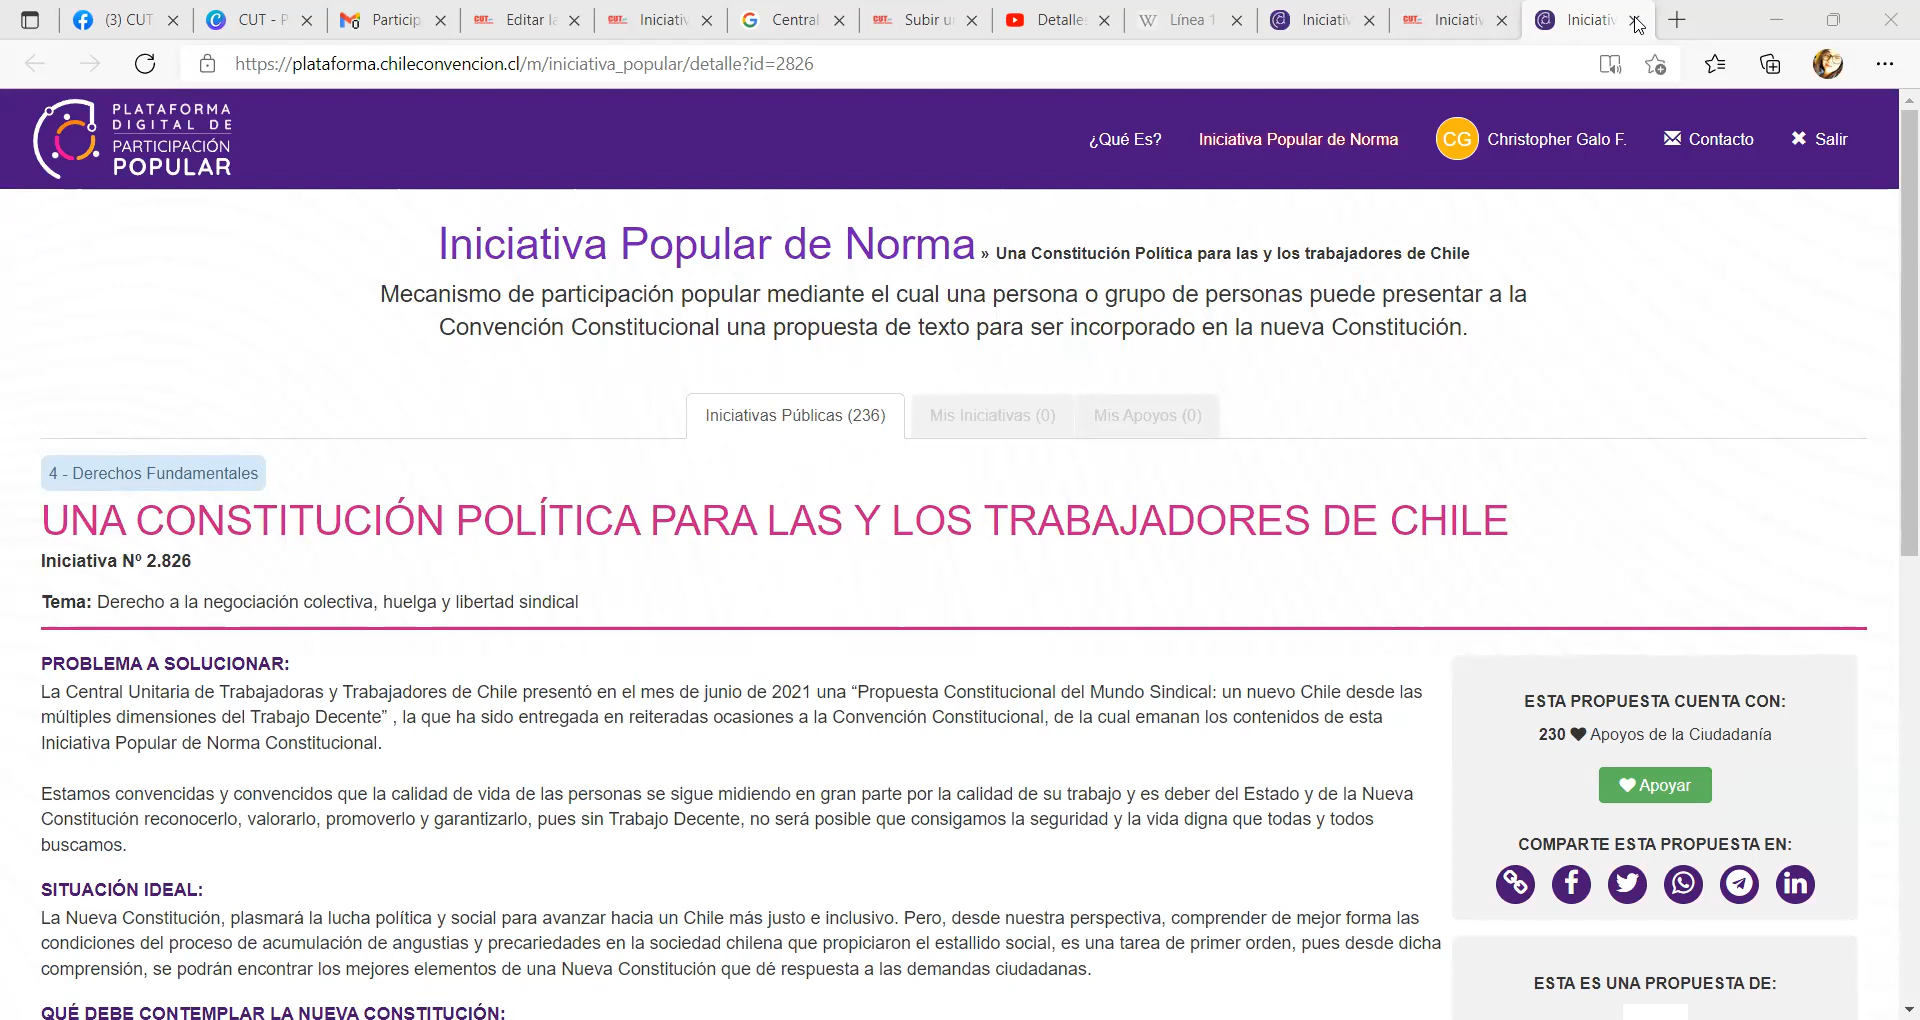 (3) CUT
CUT - P
Particip
Editar la
Iniciativ
Central
Subir u
Detalle
Línea 1
Iniciativ
Iniciativ
Iniciativ
https://plataforma.chileconvencion.cl/m/iniciativa_popular/detalle?id=2826
PLATAFORMA
DIGITAL DE
PARTICIPACIÓN
POPULAR
¿Qué Es?
Iniciativa Popular de Norma
CG
Christopher Galo F.
Contacto
Salir
Iniciativa Popular de Norma » Una Constitución Política para las y los trabajadores de Chile
Mecanismo de participación popular mediante el cual una persona o grupo de personas puede presentar a la
Convención Constitucional una propuesta de texto para ser incorporado en la nueva Constitución.
Iniciativas Públicas (236)
Mis Iniciativas (0)
Mis Apoyos (0)
4 - Derechos Fundamentales
UNA CONSTITUCIÓN POLÍTICA PARA LAS Y LOS TRABAJADORES DE CHILE
Iniciativa Nº 2.826
Tema: Derecho a la negociación colectiva, huelga y libertad sindical
PROBLEMA A SOLUCIONAR:
La Central Unitaria de Trabajadoras y Trabajadores de Chile presentó en el mes de junio de 2021 una “Propuesta Constitucional del Mundo Sindical: un nuevo Chile desde las
múltiples dimensiones del Trabajo Decente” , la que ha sido entregada en reiteradas ocasiones a la Convención Constitucional, de la cual emanan los contenidos de esta
Iniciativa Popular de Norma Constitucional.
Estamos convencidas y convencidos que la calidad de vida de las personas se sigue midiendo en gran parte por la calidad de su trabajo y es deber del Estado y de la Nueva
Constitución reconocerlo, valorarlo, promoverlo y garantizarlo, pues sin Trabajo Decente, no será posible que consigamos la seguridad y la vida digna que todas y todos
buscamos.
SITUACIÓN IDEAL:
La Nueva Constitución, plasmará la lucha política y social para avanzar hacia un Chile más justo e inclusivo. Pero, desde nuestra perspectiva, comprender de mejor forma las
condiciones del proceso de acumulación de angustias y precariedades en la sociedad chilena que propiciaron el estallido social, es una tarea de primer orden, pues desde dicha
comprensión, se podrán encontrar los mejores elementos de una Nueva Constitución que dé respuesta a las demandas ciudadanas.
QUÉ DEBE CONTEMPLAR LA NUEVA CONSTITUCIÓN:
ESTA PROPUESTA CUENTA CON:
230 Apoyos de la Ciudadanía
Apoyar
COMPARTE ESTA PROPUESTA EN:
ESTA ES UNA PROPUESTA DE: